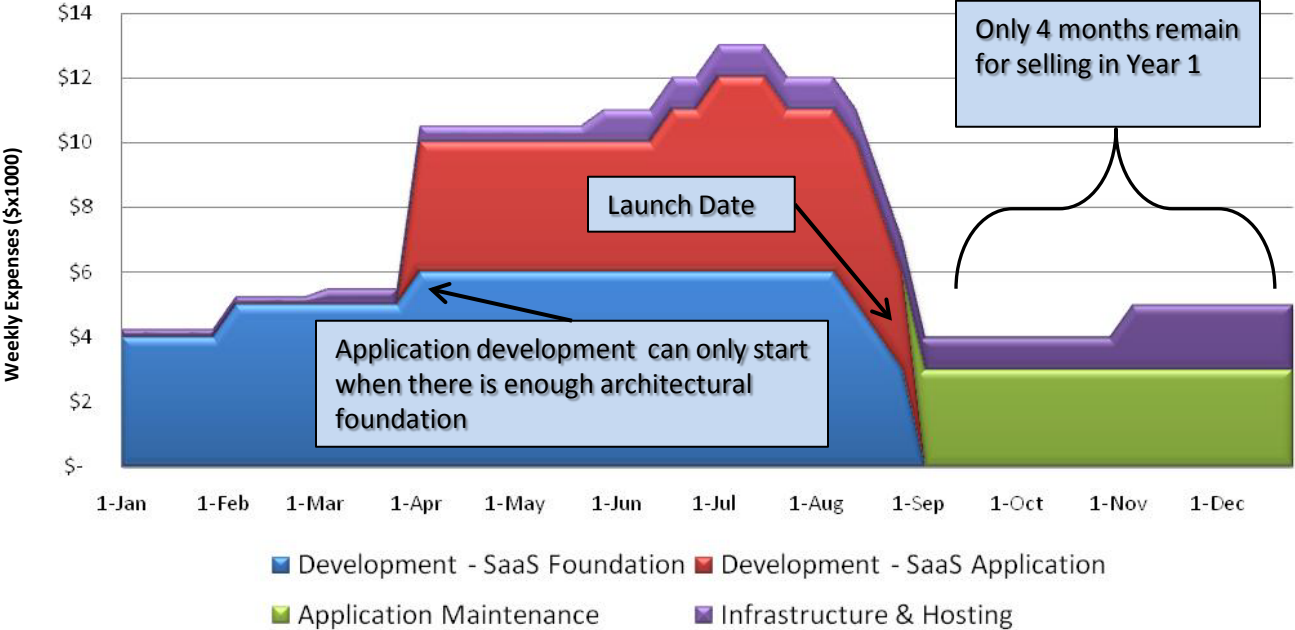 $14
$12
$10
$8
$6
$4
$2
$-
Weekly Expenses ($x1000)
Only 4 months remain
for selling in Year 1
Launch Date
Application development can only start
when there is enough architectural
foundation
1-Jan 1-Feb 1-Mar 1-Apr 1-May 1-Jun 1-Jul 1-Aug 1-Sep 1-Oct 1-Nov 1-Dec
Development - SaaS Foundation Development - SaaS Application
Application Maintenance Infrastructure & Hosting